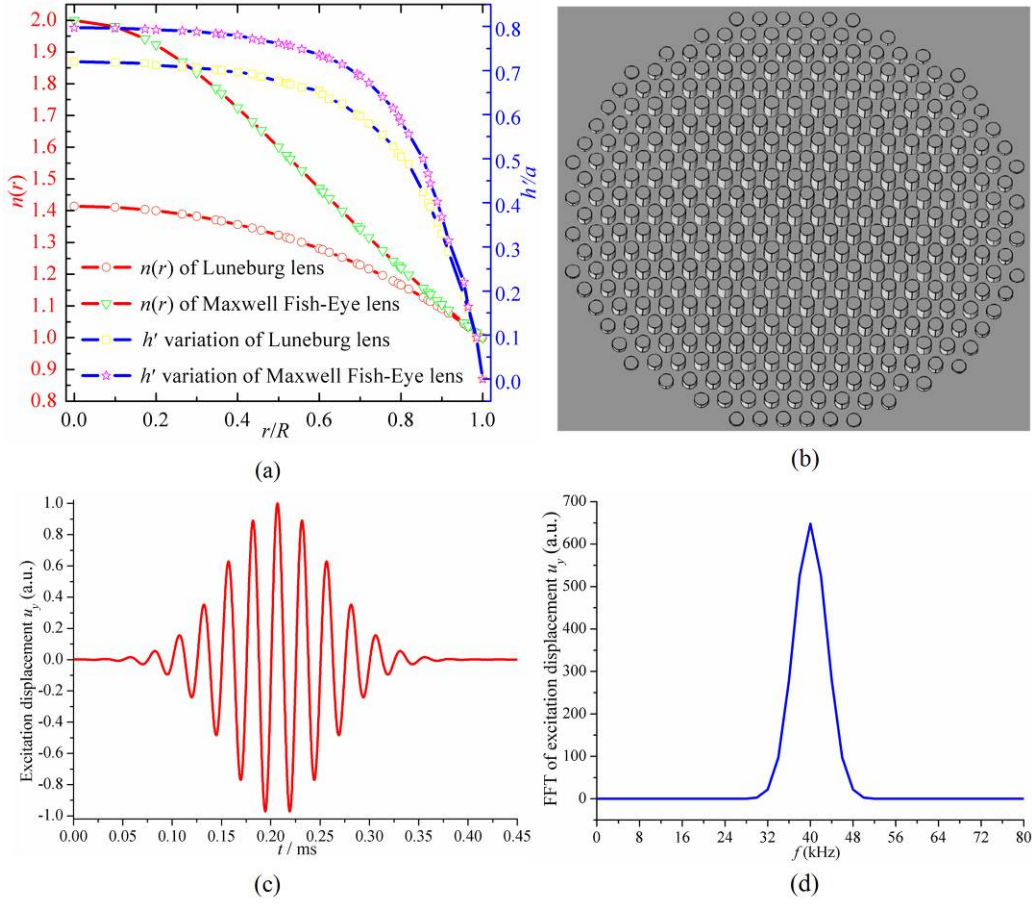 2.0
1.9
1.8
1.7
1.6
1.5
1.4
1.3
1.2
1.1
1.0
0.9
0.8
n(r)
0.8
0.7
0.6
0.5
0.4
0.3
0.2
0.1
0.0
h'/a
n(r) of Luneburg lens
n(r) of Maxwell Fish-Eye lens
h' variation of Luneburg lens
h' variation of Maxwell Fish-Eye lens
0.0 0.2 0.4 0.6 0.8 1.0
r/R
(a)
(b)
1.0
0.8
0.6
0.4
0.2
0.0
-0.2
-0.4
-0.6
-0.8
-1.0
Excitation displacement uy (a.u.)
0.00 0.05 0.10 0.15 0.20 0.25 0.30 0.35 0.40 0.45
t / ms
(c)
700
600
500
400
300
200
100
0
FFT of excitation displacement uy (a.u.)
0 8 16 24 32 40 48 56 64 72 80
f (kHz)
(d)